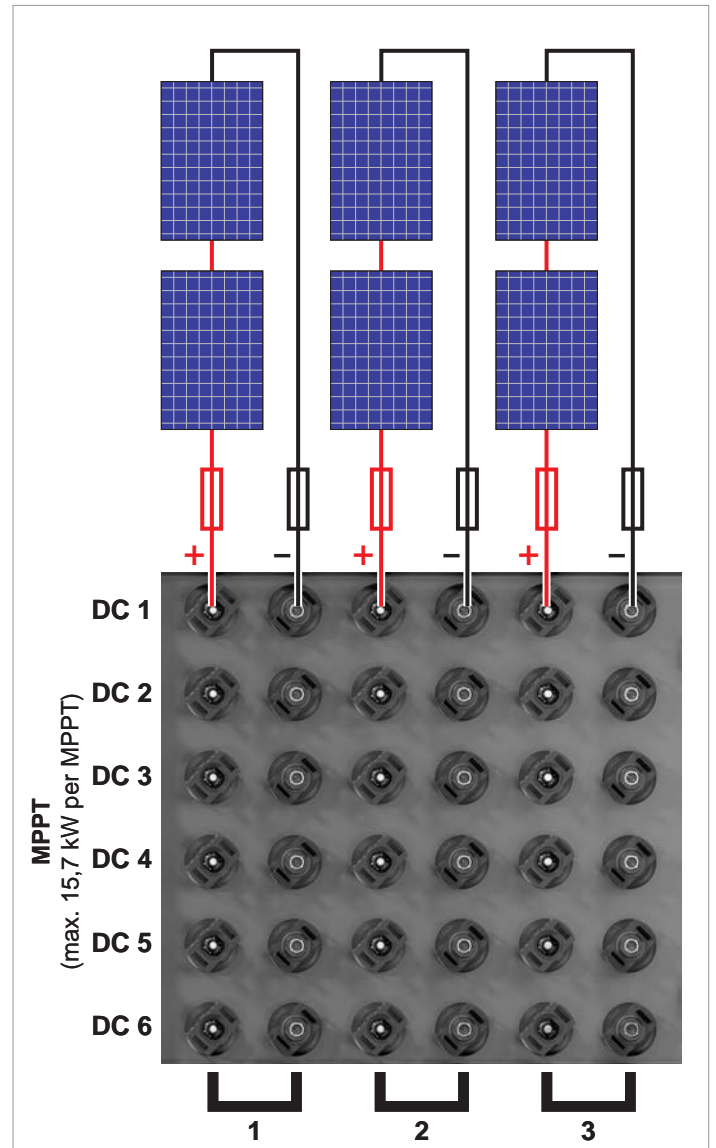 + – + – + –
DC 1
DC 2
DC 3
DC 4
DC 5
DC 6
MPPT
(max. 15,7 kW per MPPT)
1 2 3